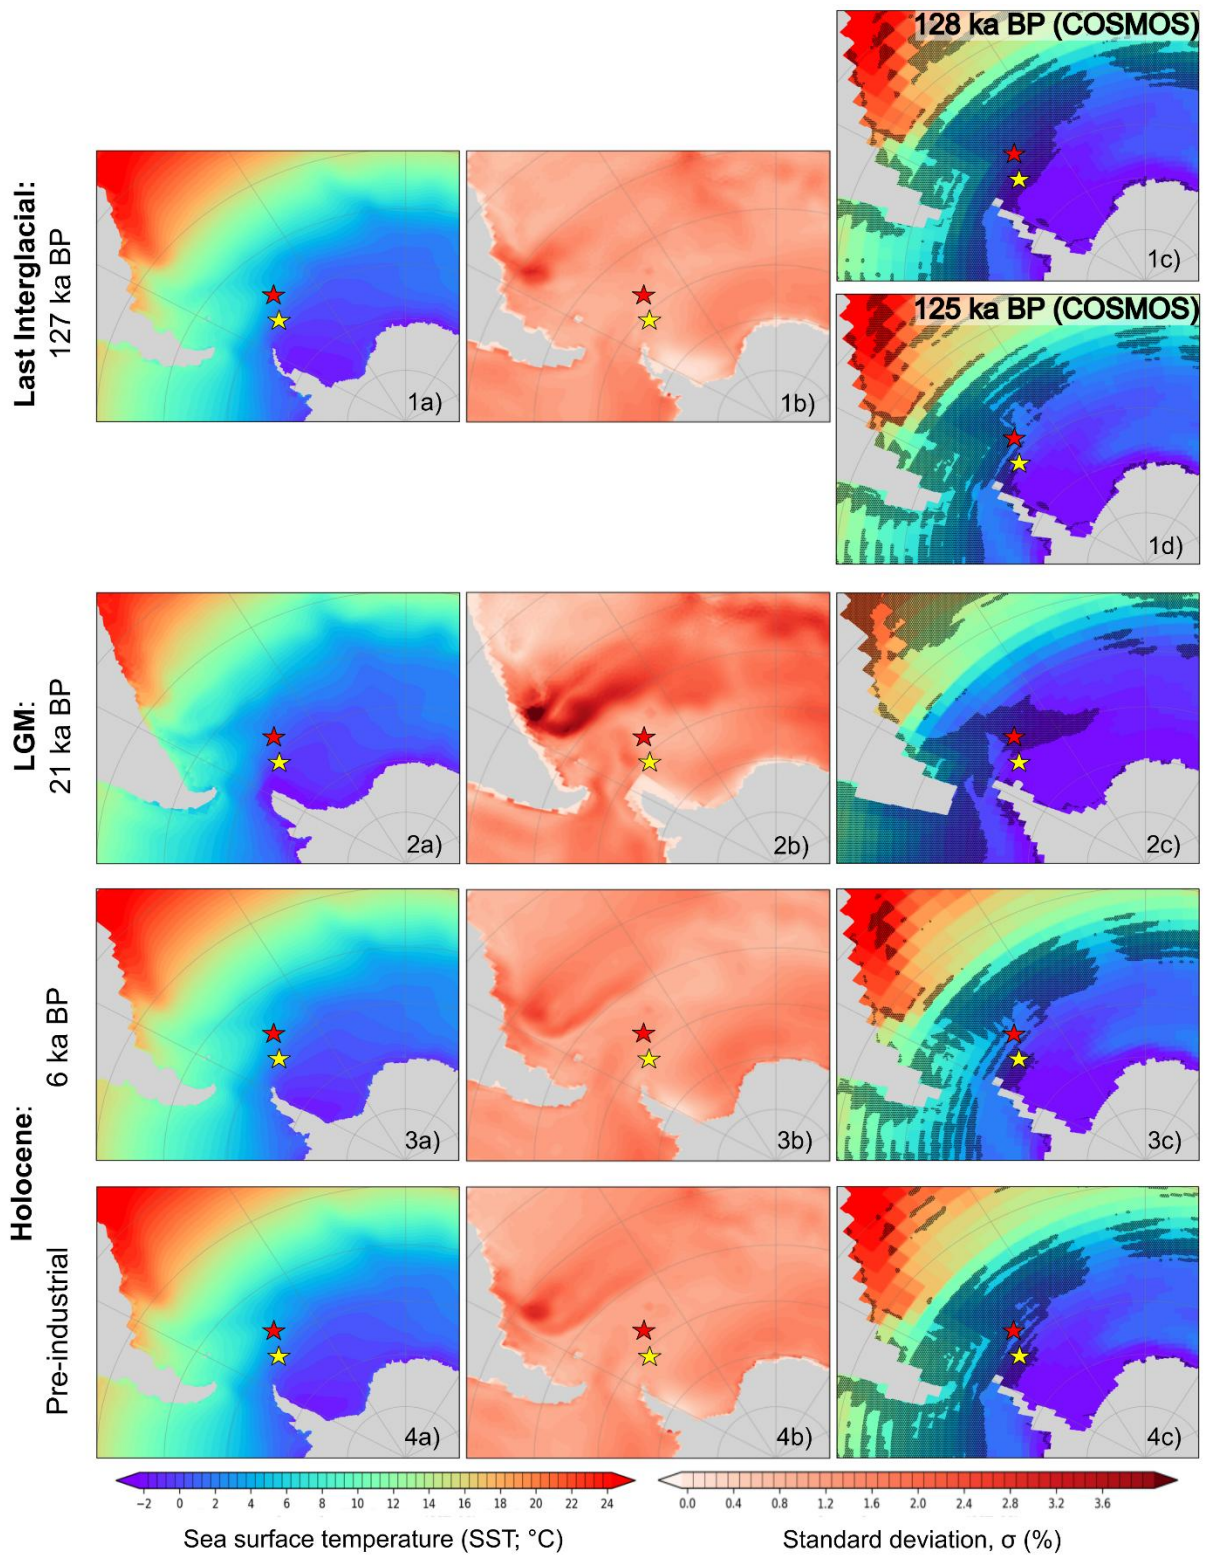 128 ka BP (COSMOS)
1c)
Last Interglacial:
127 ka BP
1a)
1b)
125 ka BP (COSMOS)
1d)
LGM:
21 ka BP
2a)
2b)
2c)
Holocene:
6 ka BP
3a)
3b)
3c)
Pre-industrial
4a)
4b)
4c)
−2 0 2 4 6 8 10 12 14 16 18 20 22 24
0.0 0.4 0.8 1.2 1.6 2.0 2.4 2.8 3.2 3.6
Sea surface temperature (SST; °C)
Standard deviation, σ (%)